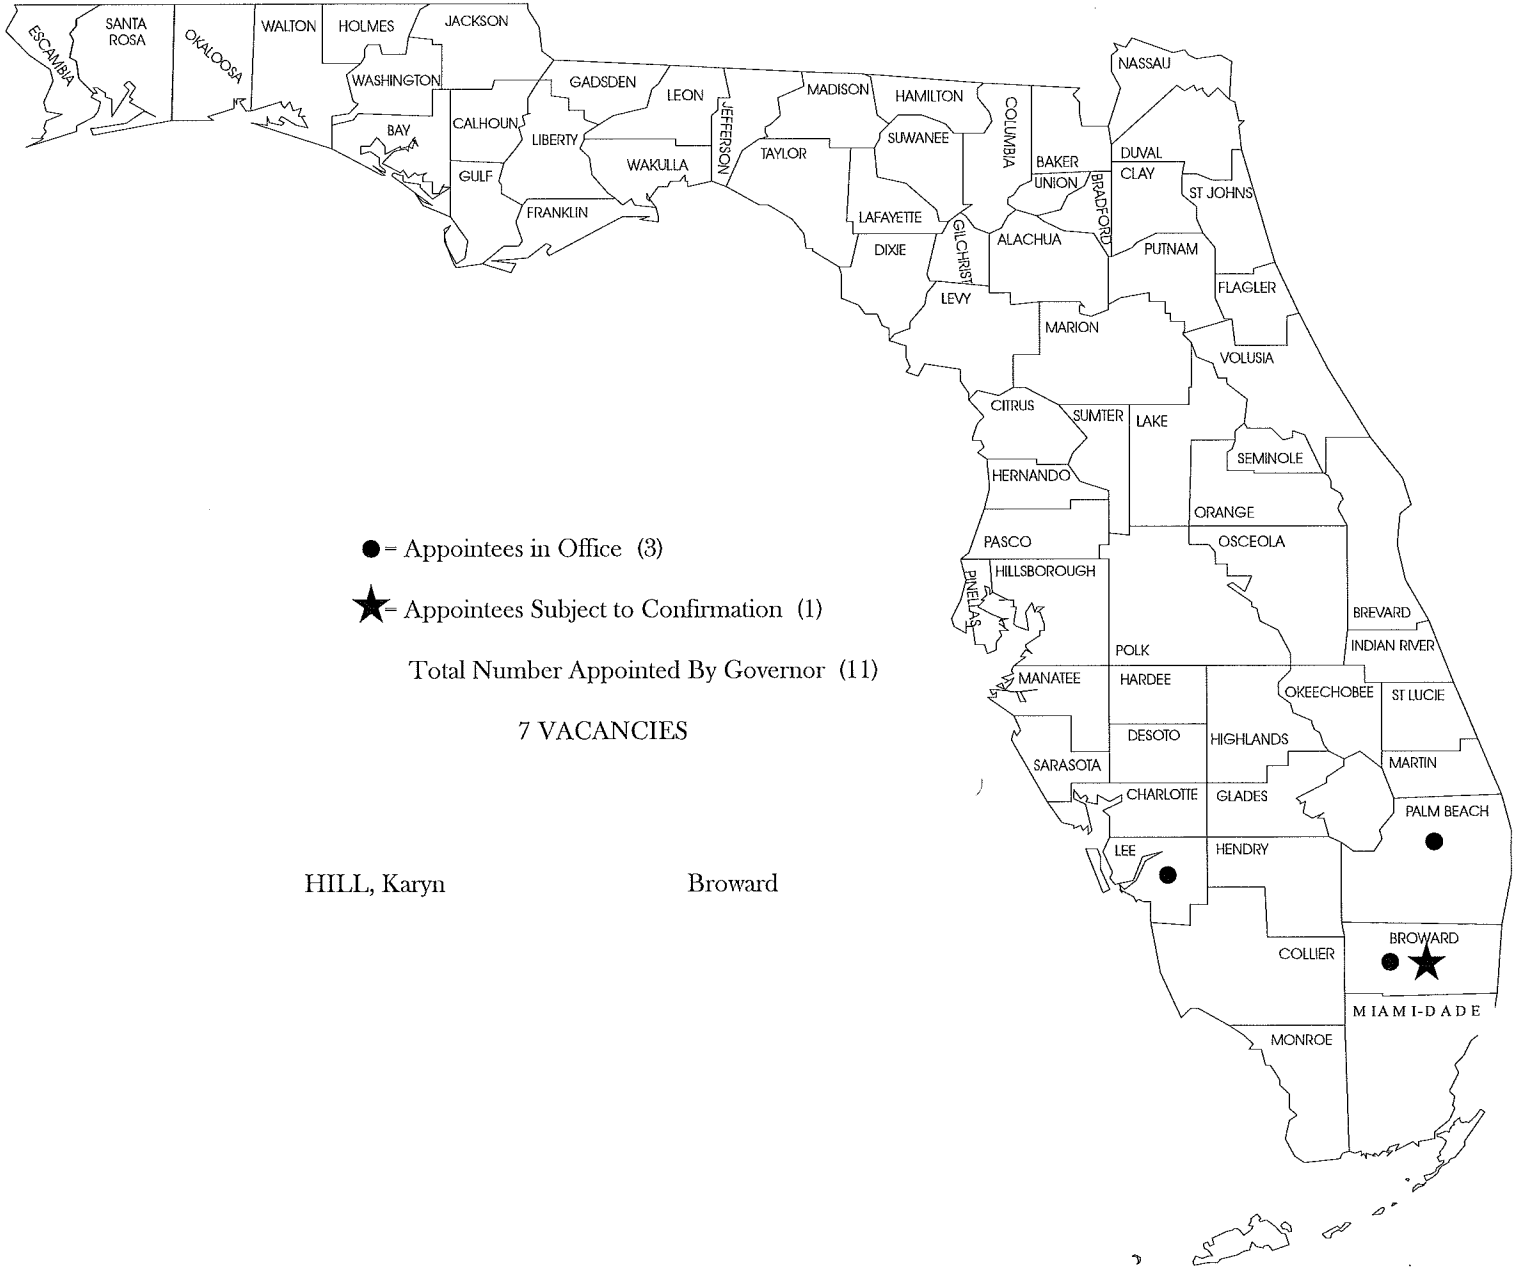 ESCAMBIA
SANTA
ROSA
OKALOOSA
WALTON
HOLMES
JACKSON
WASHINGTON
BAY
CALHOUN
GULF
GADSDEN
LIBERTY
FRANKLIN
LEON
WAKULLA
JEFFERSON
MADISON
TAYLOR
HAMILTON
SUWANEE
LAFAYETTE
DIXIE
COLUMBIA
GILCHRIST
LEVY
NASSAU
BAKER
UNION
BRADFORD
DUVAL
CLAY
ST JOHNS
ALACHUA
PUTNAM
FLAGLER
MARION
VOLUSIA
CITRUS
SUMTER
LAKE
SEMINOLE
HERNANDO
ORANGE
PASCO
OSCEOLA
PINELLAS
HILLSBOROUGH
POLK
BREVARD
INDIAN RIVER
MANATEE
HARDEE
OKEECHOBEE
ST LUCIE
DESOTO
HIGHLANDS
SARASOTA
MARTIN
CHARLOTTE
GLADES
PALM BEACH
LEE
HENDRY
BROWARD
COLLIER
MIAMI-DADE
MONROE
= Appointees in Office (3)
= Appointees Subject to Confirmation (1)
Total Number Appointed By Governor (11)
7 VACANCIES
HILL, Karyn Broward